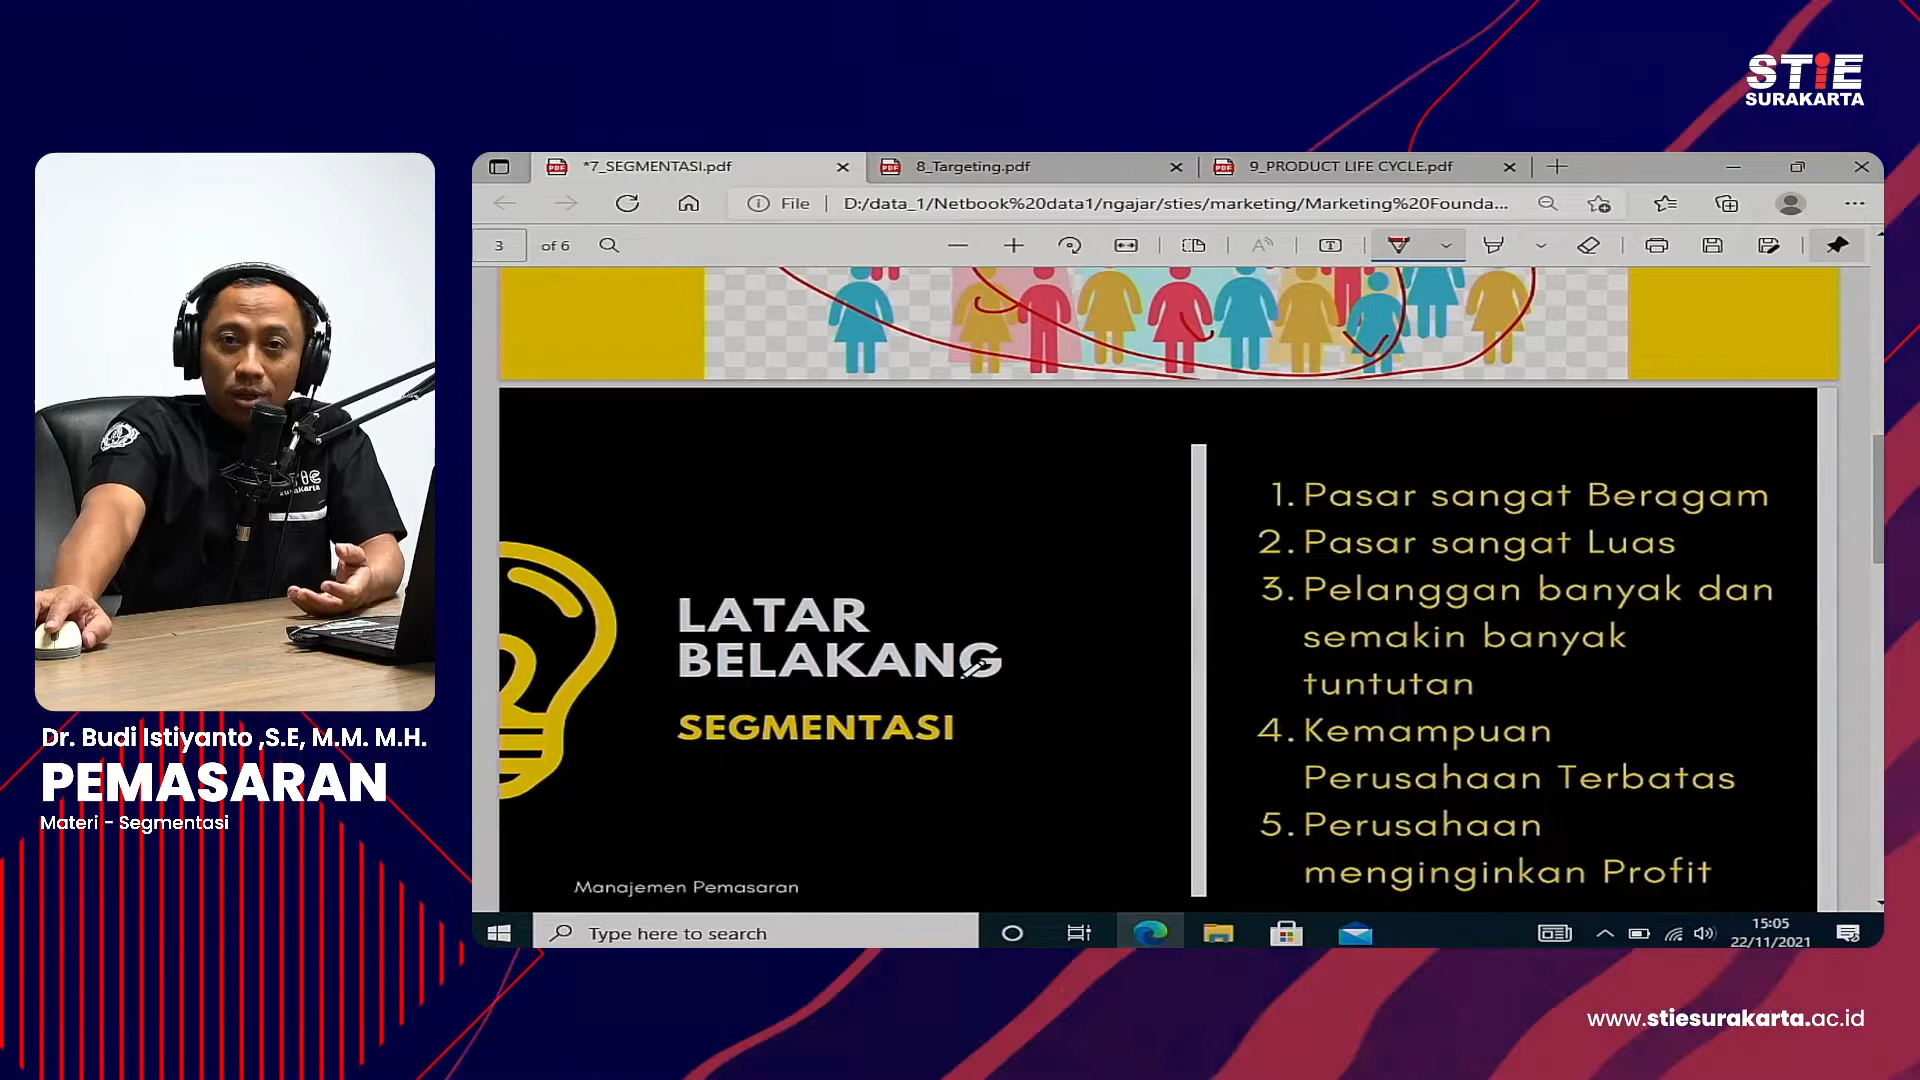 STiE
SURAKARTA
*7_SEGMENTASI.pdf
8_Targeting.pdf
9_PRODUCT LIFE CYCLE.pdf
File
D:/data_1/Netbook%20data1/ngajar/sties/marketing/Marketing%20Founda...
3
of 6
LATAR
BELAKANG
SEGMENTASI
Manajemen Pemasaran
1. Pasar sangat Beragam
2. Pasar sangat Luas
3. Pelanggan banyak dan
semakin banyak
tuntutan
4. Kemampuan
Perusahaan Terbatas
5. Perusahaan
menginginkan Profit
Type here to search
15:05
22/11/2021
Dr. Budi Istiyanto ,S.E, M.M. M.H.
PEMASARAN
Materi - Segmentasi
www.stiesurakarta.ac.id